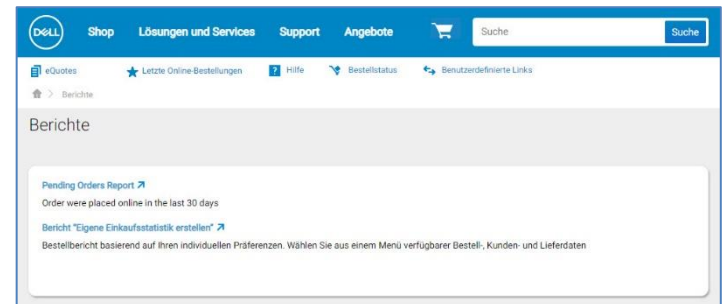 DELL Shop Lösungen und Services Support Angebote Suche Suche
eQuotes Letzte Online-Bestellungen ? Hilfe Bestellstatus Benutzerdefinierte Links
> Berichte
Berichte
Pending Orders Report
Order were placed online in the last 30 days
Bericht "Eigene Einkaufsstatistik erstellen"
Bestellbericht basierend auf Ihren individuellen Präferenzen. Wählen Sie aus einem Menü verfügbarer Bestell-, Kunden- und Lieferdaten